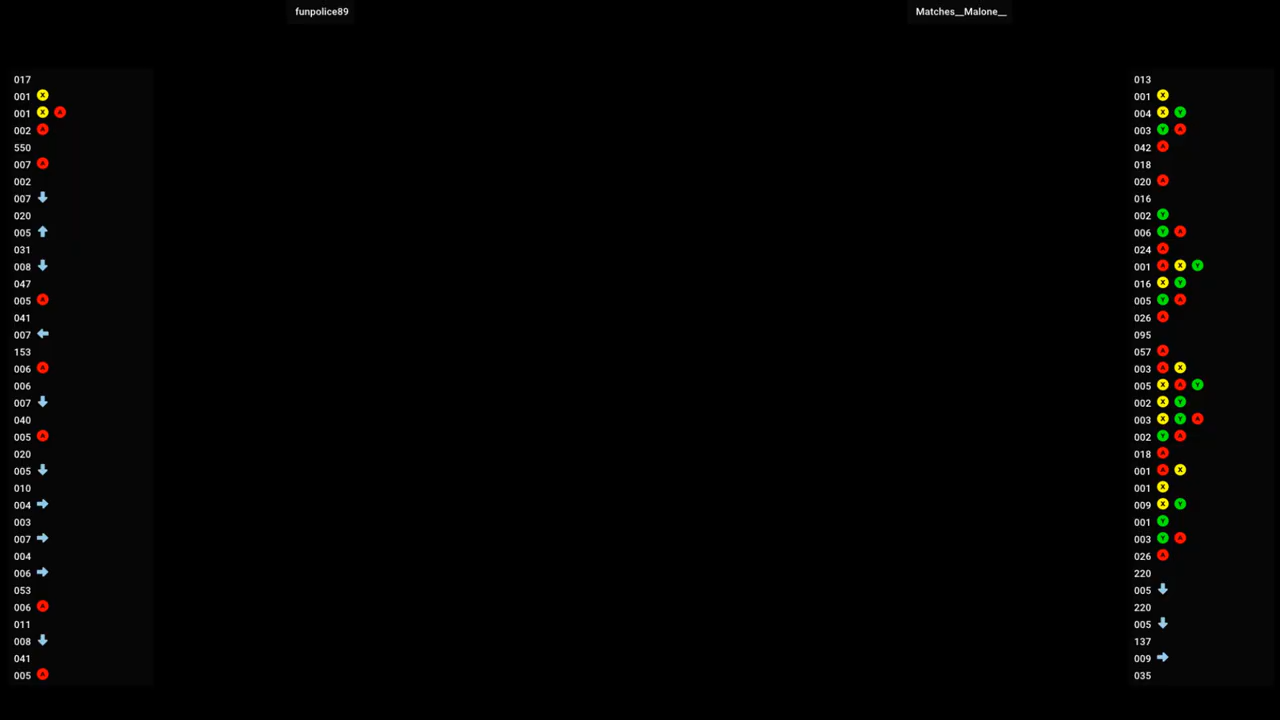 funpolice89
Matches__Malone__
017
001 X
001 X A
002 A
550
007 A
002
007
020
005
031
008
047
005 A
041
007
153
006 A
006
007
040
005 A
020
005
010
004
003
007
004
006
053
006 A
011
008
041
005 A
013
001 X
004 X Y
003 Y A
042 A
018
020 A
016
002 Y
006 Y A
024 A
001 A X Y
016 X Y
005 Y A
026 A
095
057 A
003 A X
005 X A Y
002 X Y
003 X Y A
002 Y A
018 A
001 A X
001 X
009 X Y
001 Y
003 Y A
026 A
220
005
220
005
137
009
035